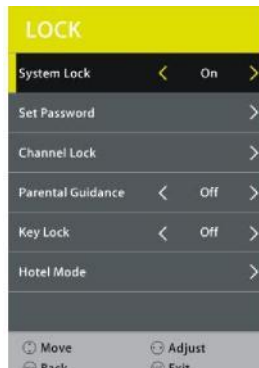 LOCK
System Lock < On >
Set Password >
Channel Lock >
Parental Guidance < Off >
Key Lock < Off >
Hotel Mode >
Move Adjust
Back Exit